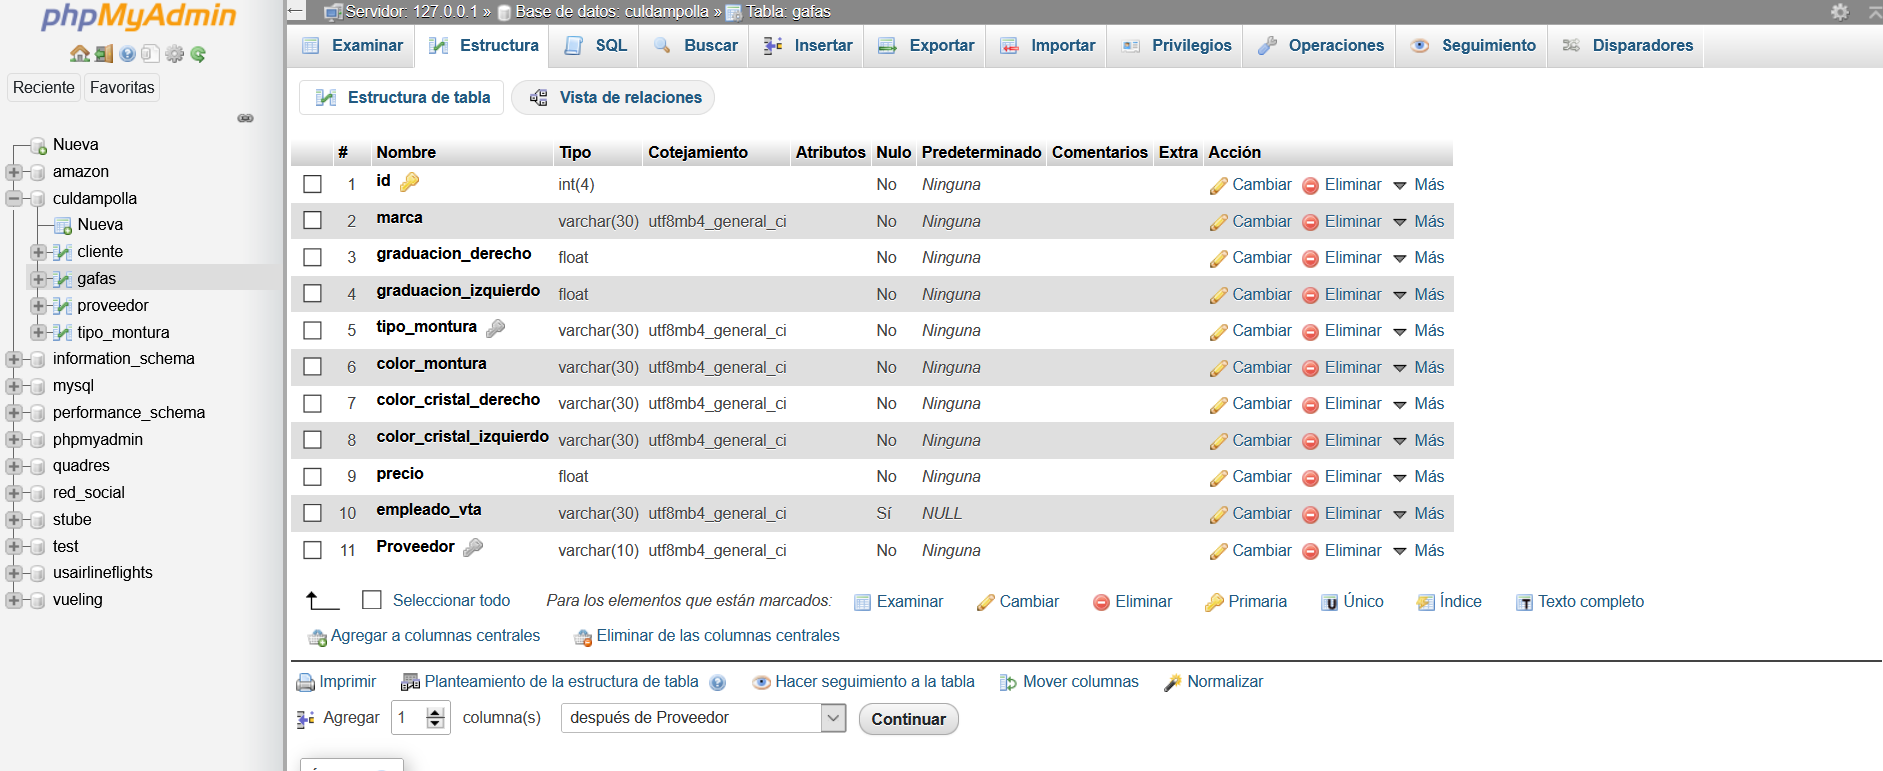 phpMyAdmin
Reciente Favoritas
Nueva
amazon
culdampolla
Nueva
cliente
gafas
proveedor
tipo_montura
information_schema
mysql
performance_schema
phpmyadmin
quadres
red_social
stube
test
usairlineflights
vueling
Servidor: 127.0.0.1 » Base de datos: culdampolla » Tabla: gafas
Examinar Estructura SQL Buscar Insertar Exportar Importar Privilegios Operaciones Seguimiento Disparadores
Estructura de tabla Vista de relaciones
# Nombre Tipo Cotejamiento Atributos Nulo Predeterminado Comentarios Extra Acción
1 id int(4) No Ninguna Cambiar Eliminar Más
2 marca varchar(30) utf8mb4_general_ci No Ninguna Cambiar Eliminar Más
3 graduacion_derecho float No Ninguna Cambiar Eliminar Más
4 graduacion_izquierdo float No Ninguna Cambiar Eliminar Más
5 tipo_montura varchar(30) utf8mb4_general_ci No Ninguna Cambiar Eliminar Más
6 color_montura varchar(30) utf8mb4_general_ci No Ninguna Cambiar Eliminar Más
7 color_cristal_derecho varchar(30) utf8mb4_general_ci No Ninguna Cambiar Eliminar Más
8 color_cristal_izquierdo varchar(30) utf8mb4_general_ci No Ninguna Cambiar Eliminar Más
9 precio float No Ninguna Cambiar Eliminar Más
10 empleado_vta varchar(30) utf8mb4_general_ci Sí NULL Cambiar Eliminar Más
11 Proveedor varchar(10) utf8mb4_general_ci No Ninguna Cambiar Eliminar Más
Seleccionar todo Para los elementos que están marcados: Examinar Cambiar Eliminar Primaria Único Índice Texto completo
Agregar a columnas centrales Eliminar de las columnas centrales
Imprimir Planteamiento de la estructura de tabla Hacer seguimiento a la tabla Mover columnas Normalizar
Agregar 1 columna(s) después de Proveedor Continuar